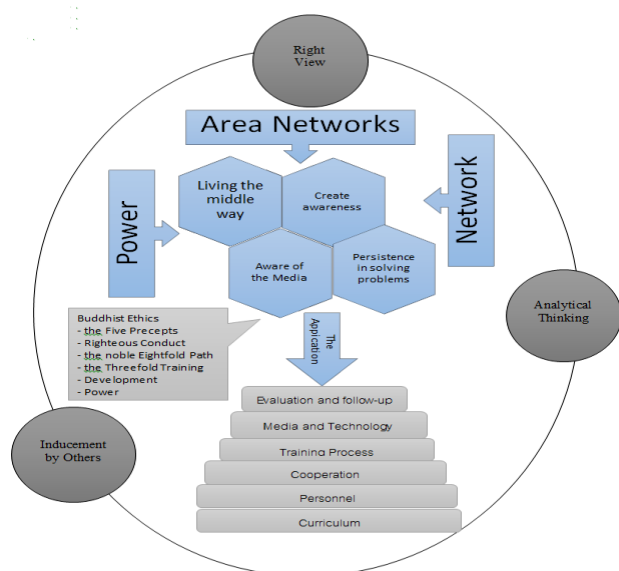 Right
View
Area Networks
Living the
middle
way
Create
awareness
Power
Network
Aware of
the Media
Persistence
in solving
problems
Analytical
Thinking
Buddhist Ethics
- the Five Precepts
- Righteous Conduct
- the noble Eightfold Path
- the Threefold Training
- Development
- Power
The
Appication
Evaluation and follow-up
Media and Technology
Training Process
Cooperation
Personnel
Curriculum
Inducement
by Others